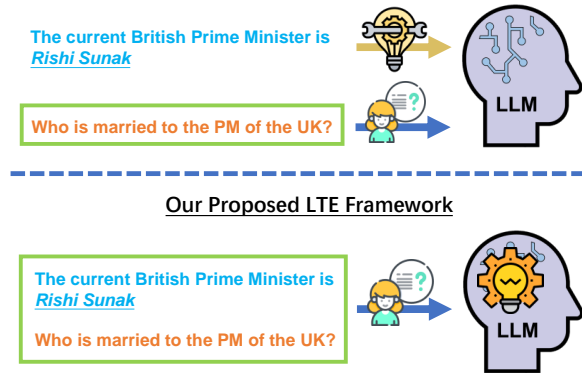 The current British Prime Minister is
Rishi Sunak
Who is married to the PM of the UK?
LLM
Our Proposed LTE Framework
The current British Prime Minister is
Rishi Sunak
Who is married to the PM of the UK?
LLM